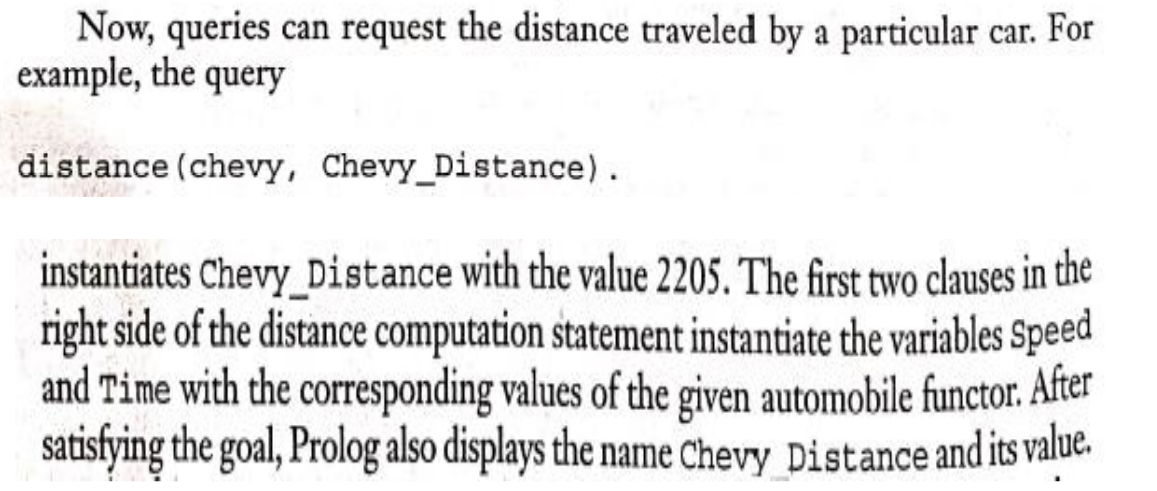 Now, queries can request the distance traveled by a particular car. For
example, the query
distance(chevy, Chevy_Distance).
instantiates Chevy_Distance with the value 2205. The first two clauses in the
right side of the distance computation statement instantiate the variables Speed
and Time with the corresponding values of the given automobile functor. After
satisfying the goal, Prolog also displays the name Chevy_Distance and its value.